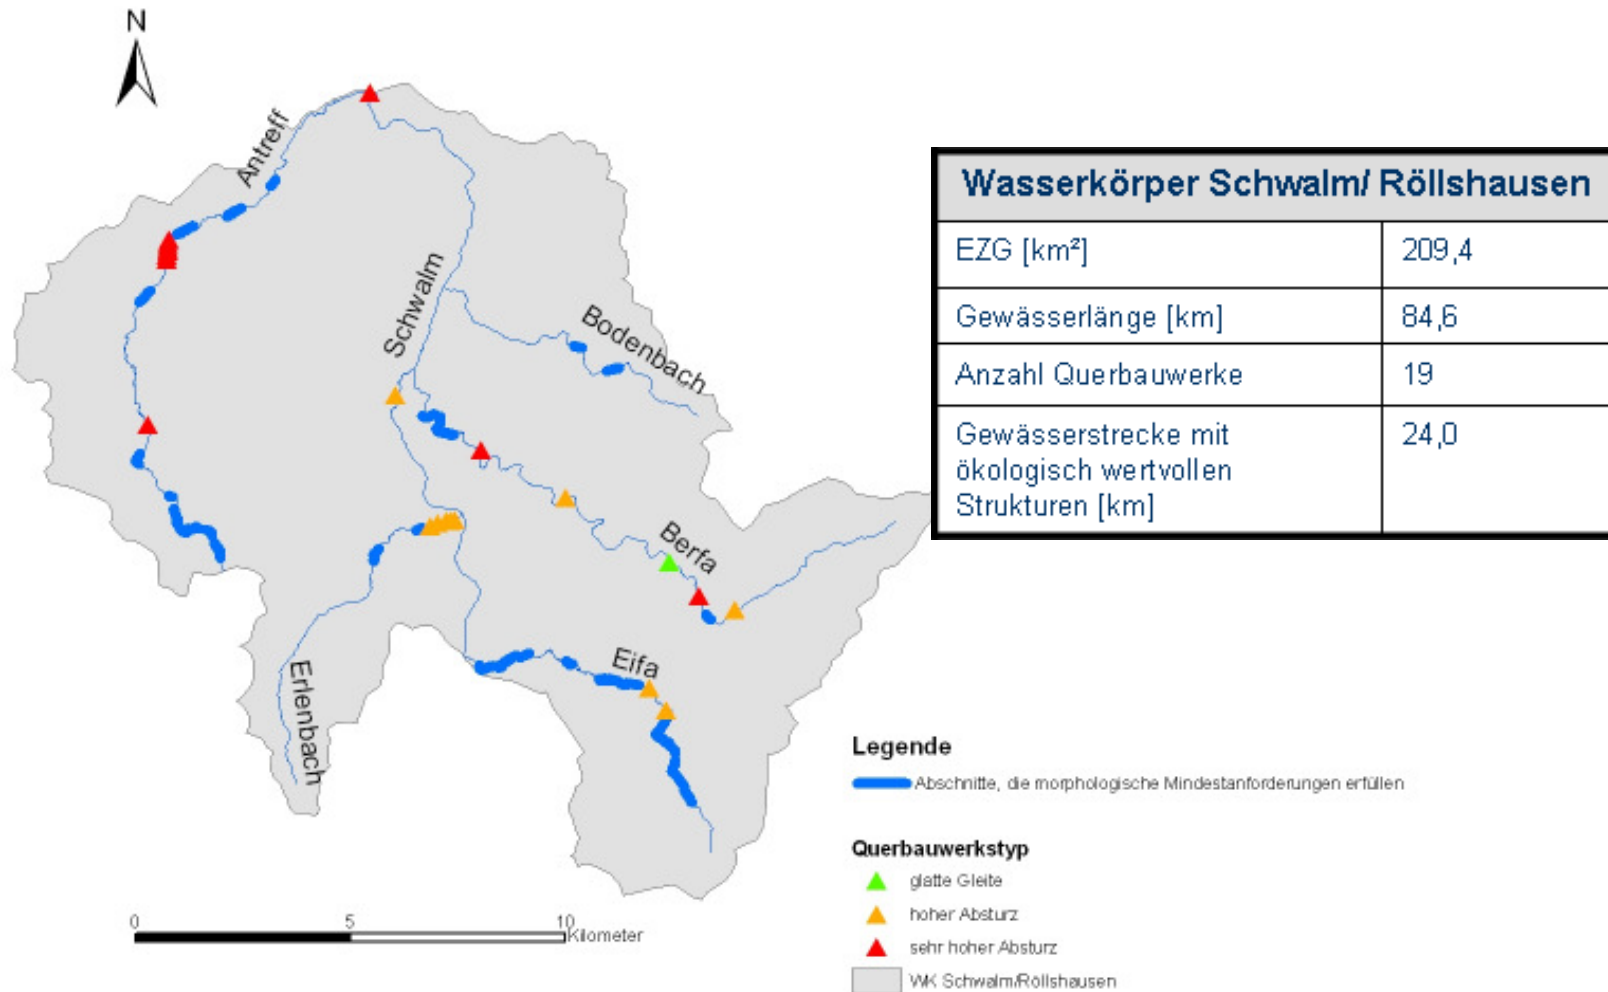 N
Antreff
Schwalm
Bodenbach
Berfa
Eifa
Erlenbach
Wasserkörper Schwalm/ Röllshausen
EZG [km²] 209,4
Gewässerlänge [km] 84,6
Anzahl Querbauwerke 19
Gewässerstrecke mit 24,0
ökologisch wertvollen
Strukturen [km]
Legende
Abschnitte, die morphologische Mindestanforderungen erfüllen
Querbauwerkstyp
glatte Gleite
hoher Absturz
sehr hoher Absturz
WK Schwalm/Röllshausen
0 5 10
Kilometer